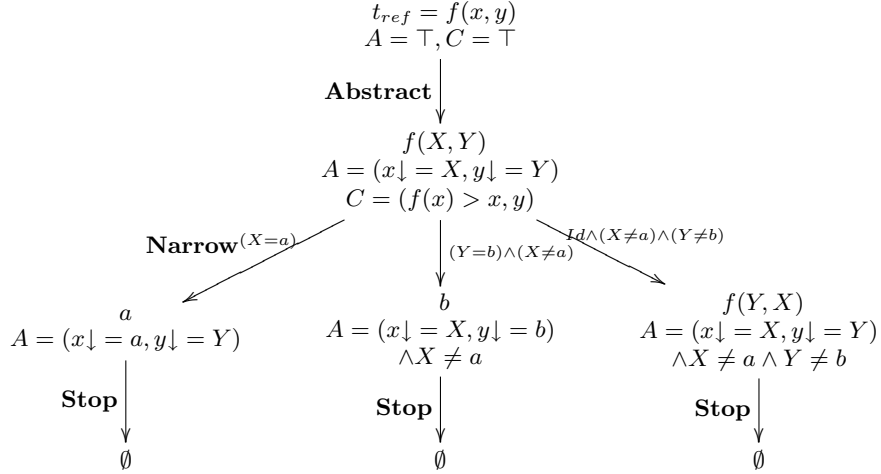 t_{ref} = f(x, y)
A = ⊤, C = ⊤
Abstract
f(X, Y)
A = (x↓ = X, y↓ = Y)
C = (f(x) > x, y)
Narrow (X=a)
(Y=b)∧(X≠a)
Id∧(X≠a)∧(Y≠b)
a
A = (x↓ = a, y↓ = Y)
b
A = (x↓ = X, y↓ = b)
∧X ≠ a
f(Y, X)
A = (x↓ = X, y↓ = Y)
∧X ≠ a ∧ Y ≠ b
Stop
Stop
Stop
∅
∅
∅